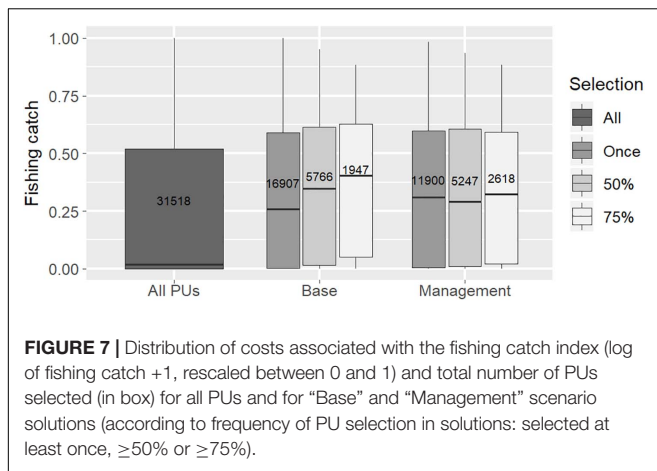 1.00
0.75
0.50
0.25
0.00
Fishing catch
31518
16907
5766
1947
11900
5247
2618
All PUs
Base
Management
Selection
All
Once
50%
75%
FIGURE 7 | Distribution of costs associated with the fishing catch index (log
of fishing catch +1, rescaled between 0 and 1) and total number of PUs
selected (in box) for all PUs and for “Base” and “Management” scenario
solutions (according to frequency of PU selection in solutions: selected at
least once, ≥50% or ≥75%).